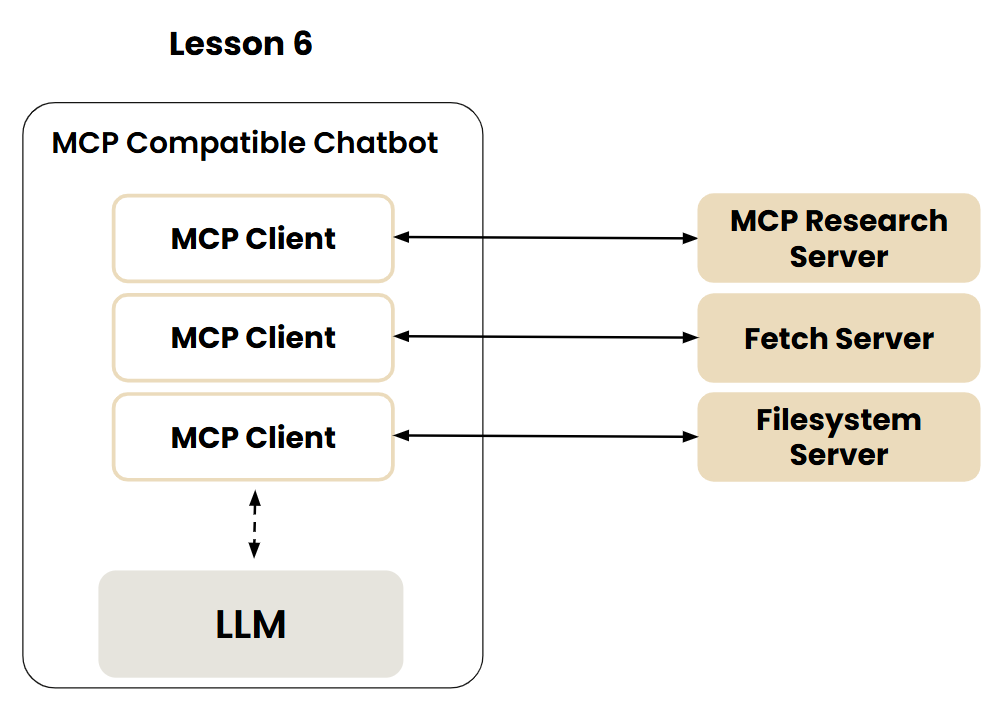 Lesson 6
MCP Compatible Chatbot
MCP Client
MCP Research
Server
MCP Client
Fetch Server
MCP Client
Filesystem
Server
LLM